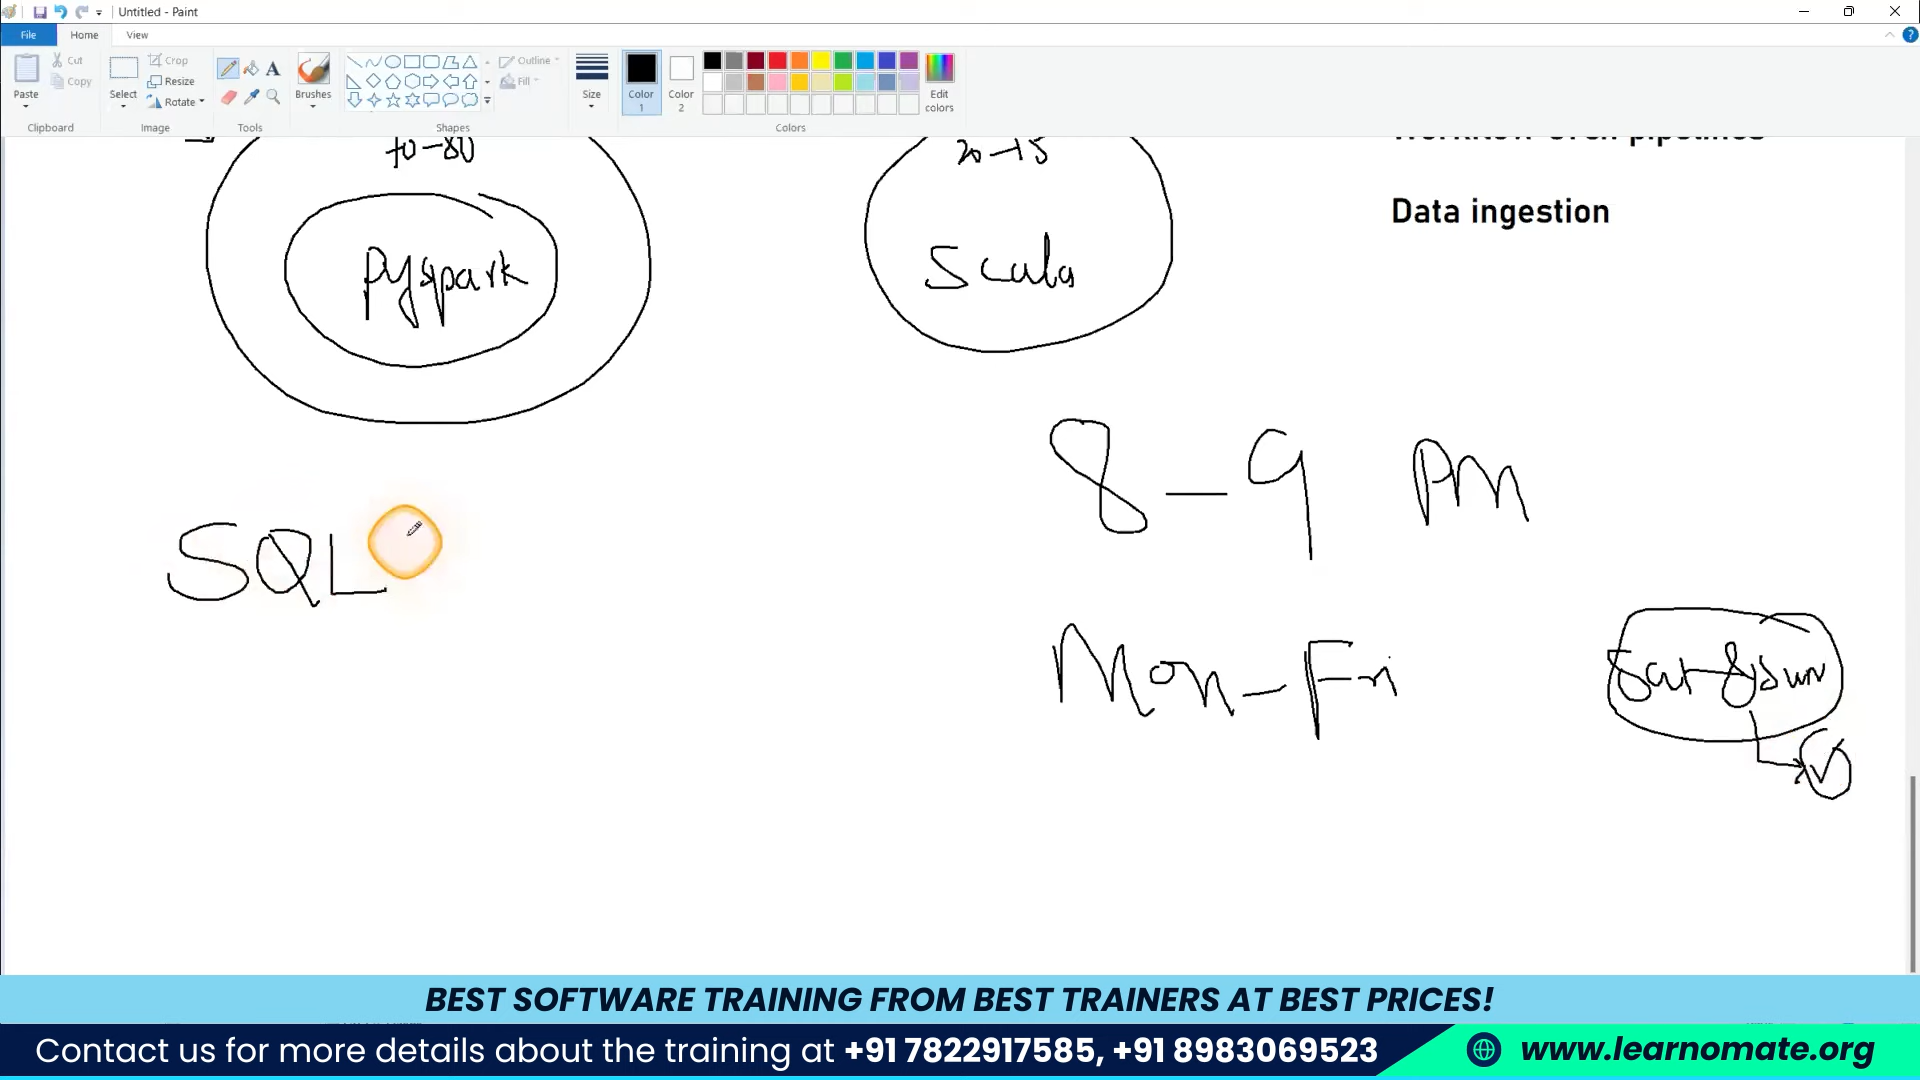 Untitled - Paint
File Home View
Paste
Cut
Copy
Clipboard
Select
Crop
Resize
Rotate
Image
Tools
Brushes
Shapes
Outline
Fill
Size
Color 1
Color 2
Edit colors
Colors
70-80
Pyspark
20-15
Scala
Data ingestion
8-9 PM
SQL
Mon-Fri
Sat & Sun
BEST SOFTWARE TRAINING FROM BEST TRAINERS AT BEST PRICES!
Contact us for more details about the training at +91 7822917585, +91 8983069523
www.learnomate.org